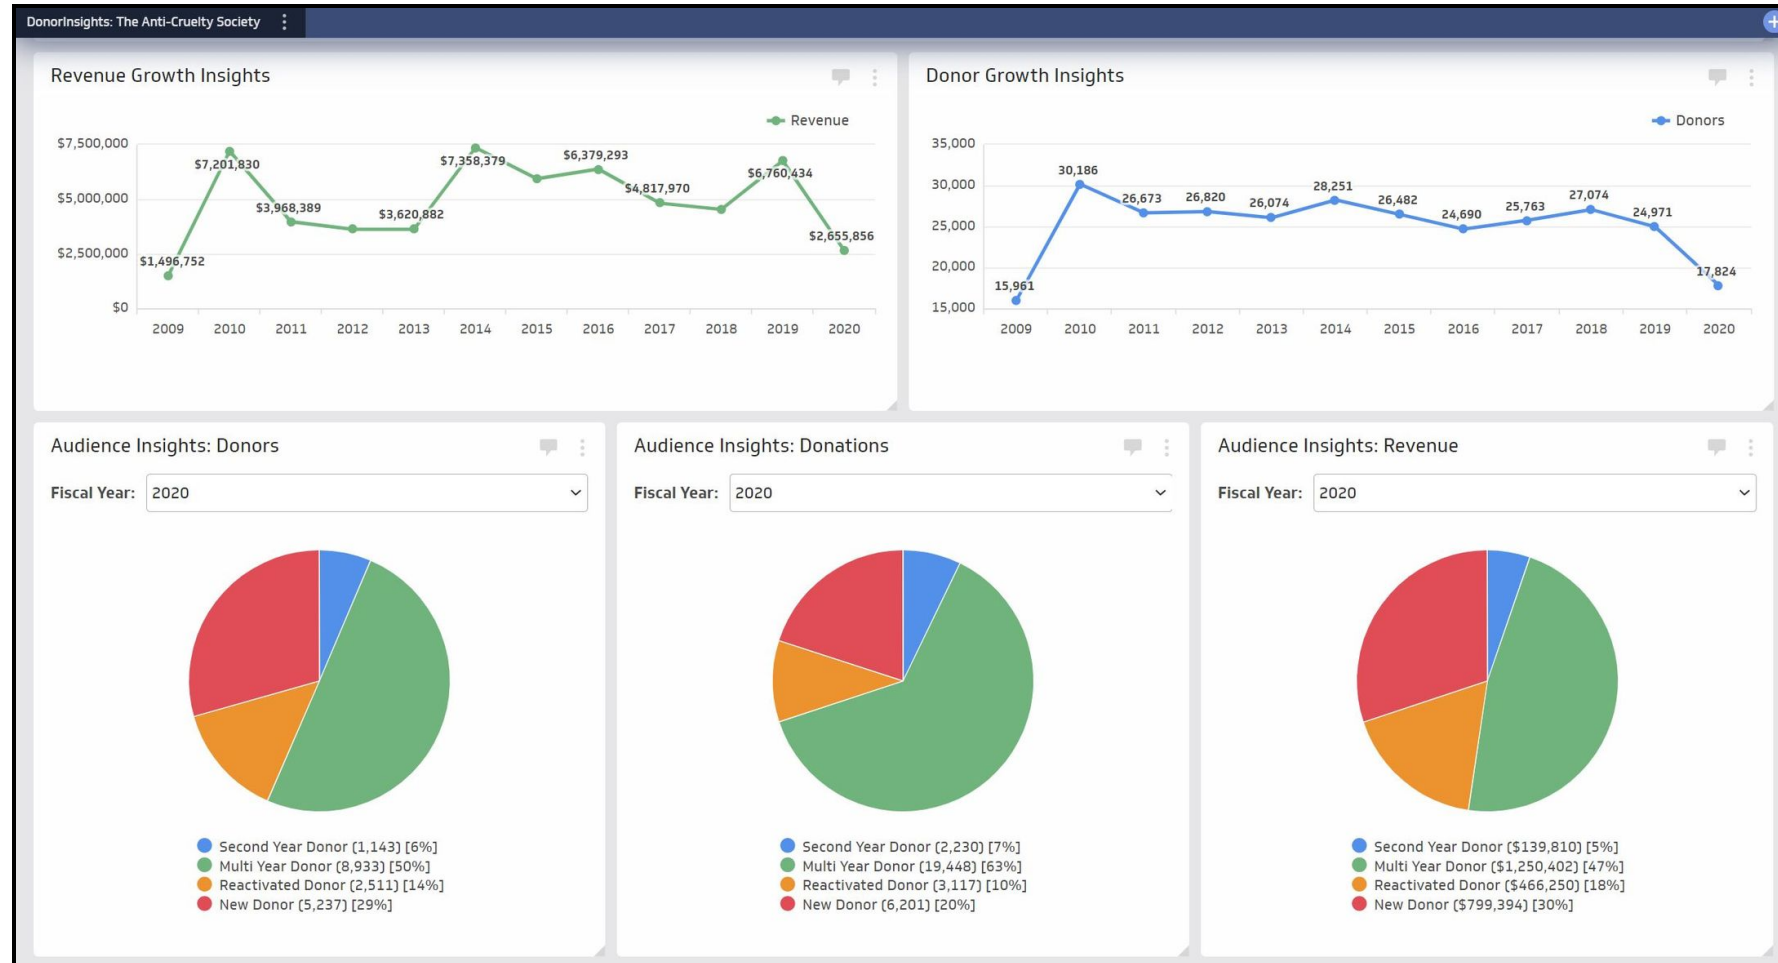 DonorInsights: The Anti-Cruelty Society
Revenue Growth Insights
Revenue
$7,500,000
$5,000,000
$2,500,000
$0
$1,496,752
$7,201,830
$3,968,389
$3,620,882
$7,358,379
$6,379,293
$4,817,970
$6,760,434
$2,655,856
2009 2010 2011 2012 2013 2014 2015 2016 2017 2018 2019 2020
Donor Growth Insights
Donors
35,000
30,000
25,000
20,000
15,000
15,961
30,186
26,673
26,820
26,074
28,251
26,482
24,690
25,763
27,074
24,971
17,824
2009 2010 2011 2012 2013 2014 2015 2016 2017 2018 2019 2020
Audience Insights: Donors
Fiscal Year: 2020
Second Year Donor (1,143) [6%]
Multi Year Donor (8,933) [50%]
Reactivated Donor (2,511) [14%]
New Donor (5,237) [29%]
Audience Insights: Donations
Fiscal Year: 2020
Second Year Donor (2,230) [7%]
Multi Year Donor (19,448) [63%]
Reactivated Donor (3,117) [10%]
New Donor (6,201) [20%]
Audience Insights: Revenue
Fiscal Year: 2020
Second Year Donor ($139,810) [5%]
Multi Year Donor ($1,250,402) [47%]
Reactivated Donor ($466,250) [18%]
New Donor ($799,394) [30%]